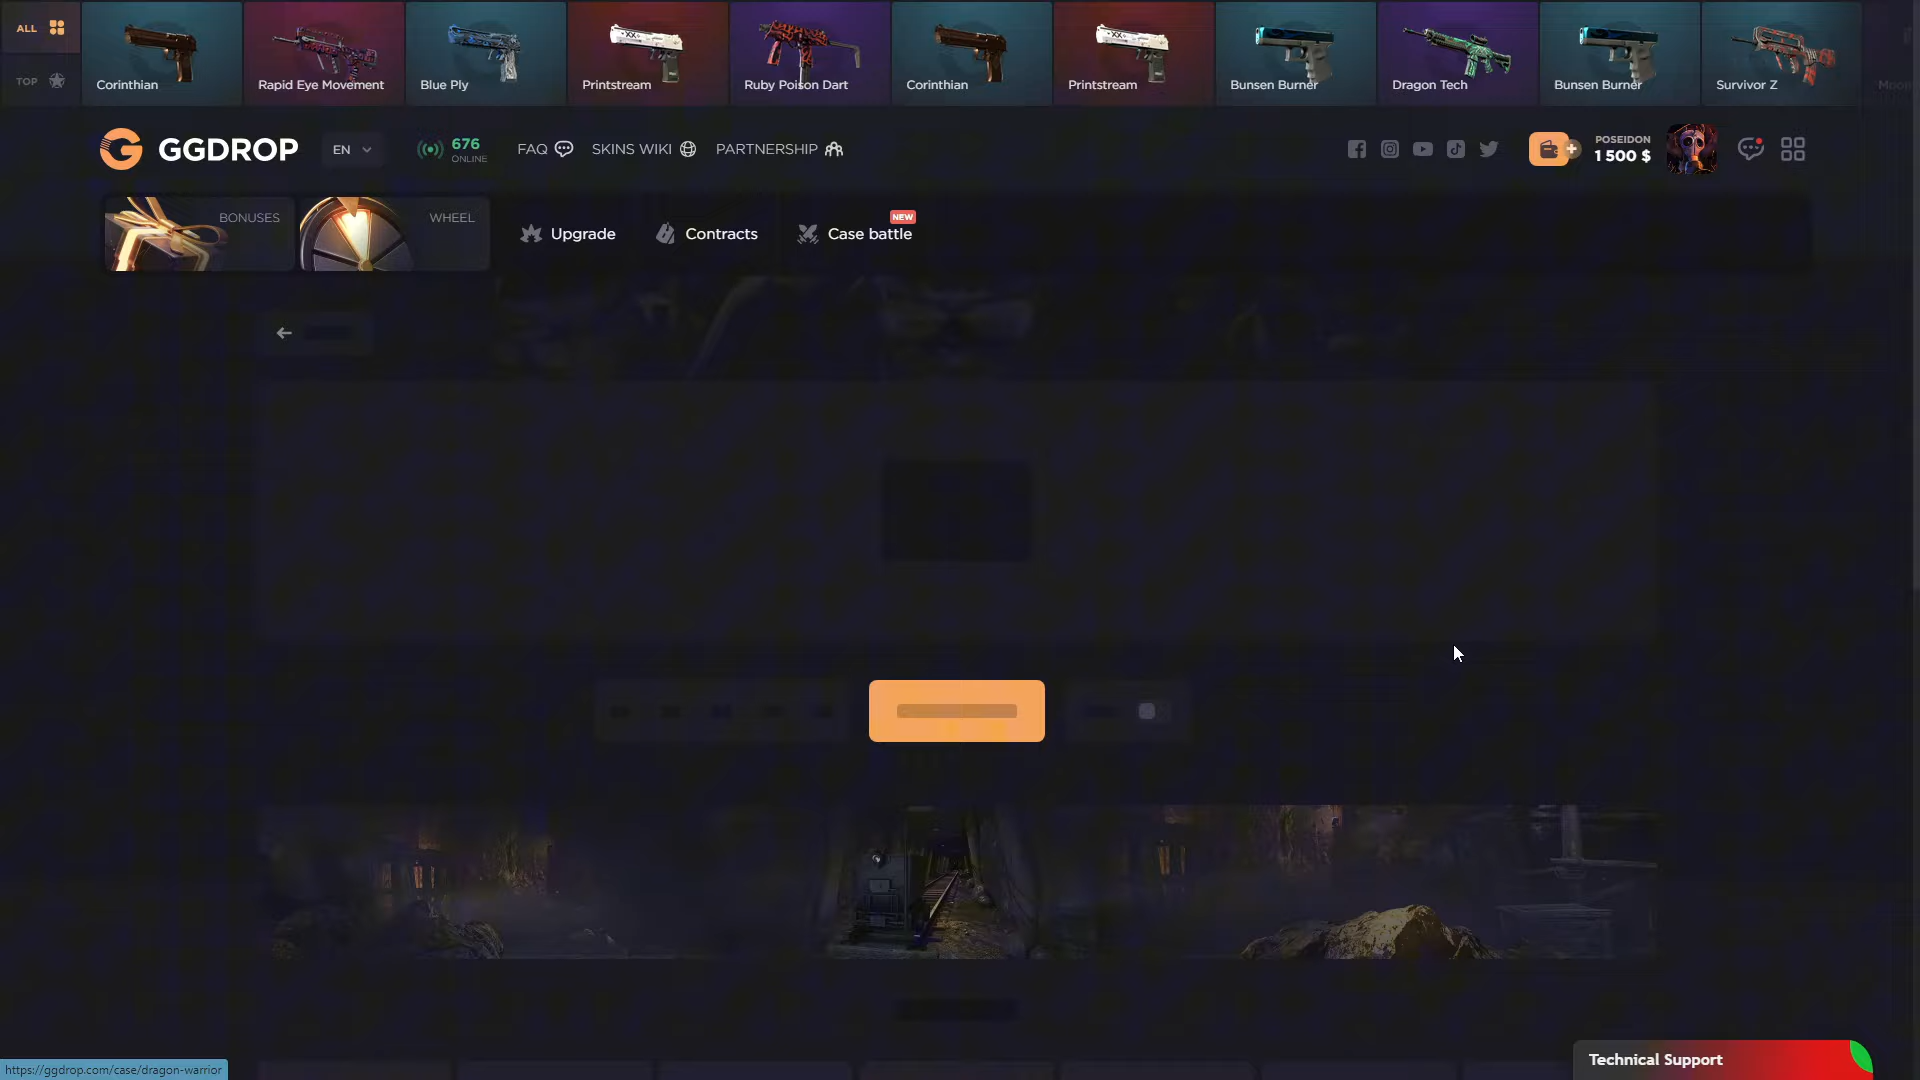 ALL
TOP
Corinthian
Rapid Eye Movement
Blue Ply
Printstream
Ruby Poison Dart
Corinthian
Printstream
Bunsen Burner
Dragon Tech
Bunsen Burner
Survivor Z
GGDROP
EN
676
ONLINE
FAQ
SKINS WIKI
PARTNERSHIP
POSEIDON
1 500 $
BONUSES
WHEEL
Upgrade
Contracts
NEW
Case battle
https://ggdrop.com/case/dragon-warrior
Technical Support